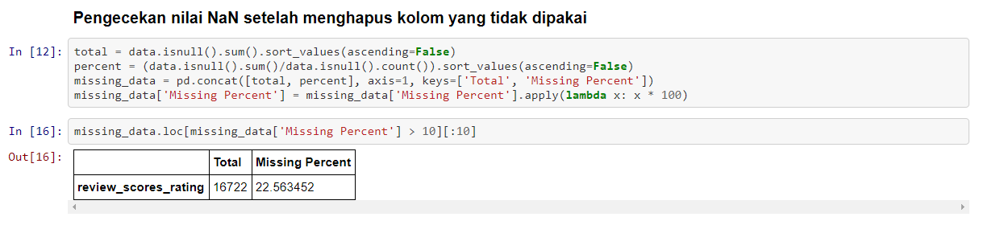 Pengecekan nilai NaN setelah menghapus kolom yang tidak dipakai
In [12]: total = data.isnull().sum().sort_values(ascending=False)
percent = (data.isnull().sum()/data.isnull().count()).sort_values(ascending=False)
missing_data = pd.concat([total, percent], axis=1, keys=['Total', 'Missing Percent'])
missing_data['Missing Percent'] = missing_data['Missing Percent'].apply(lambda x: x * 100)
In [16]: missing_data.loc[missing_data['Missing Percent'] > 10][:10]
Out[16]:
Total Missing Percent
review_scores_rating 16722 22.563452